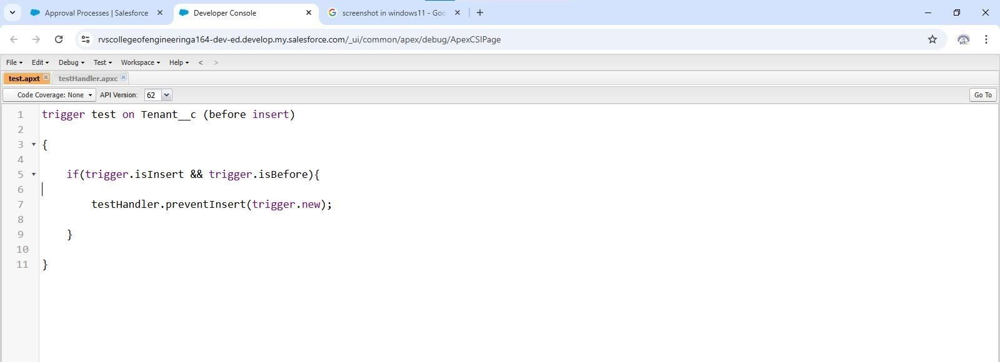 Approval Processes | Salesforce
Developer Console
screenshot in windows11 - Goo
rvscollegeofengineeringa164-dev-ed.develop.my.salesforce.com/_ui/common/apex/debug/ApexCSIPage
File Edit Debug Test Workspace Help < >
test.apxt testHandler.apxc
Code Coverage: None API Version: 62 Go To
1 trigger test on Tenant__c (before insert)
2
3 {
4
5 if(trigger.isInsert && trigger.isBefore){
6
7 testHandler.preventInsert(trigger.new);
8
9 }
10
11 }